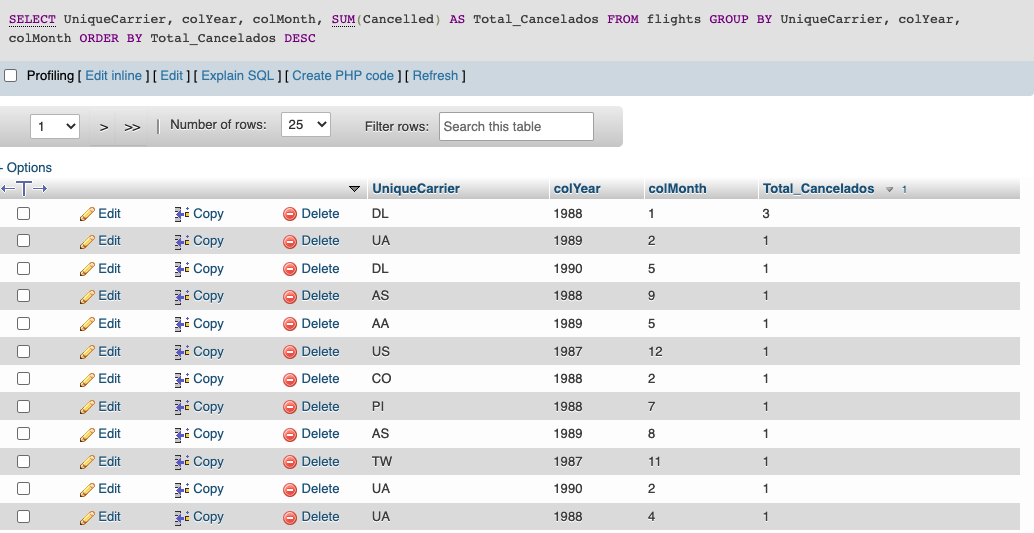 SELECT UniqueCarrier, colYear, colMonth, SUM(Cancelled) AS Total_Cancelados FROM flights GROUP BY UniqueCarrier, colYear,
colMonth ORDER BY Total_Cancelados DESC
Profiling [ Edit inline ] [ Edit ] [ Explain SQL ] [ Create PHP code ] [ Refresh ]
1 > >> | Number of rows: 25 Filter rows: Search this table
- Options
←T→ UniqueCarrier colYear colMonth Total_Cancelados 1
Edit Copy Delete DL 1988 1 3
Edit Copy Delete UA 1989 2 1
Edit Copy Delete DL 1990 5 1
Edit Copy Delete AS 1988 9 1
Edit Copy Delete AA 1989 5 1
Edit Copy Delete US 1987 12 1
Edit Copy Delete CO 1988 2 1
Edit Copy Delete PI 1988 7 1
Edit Copy Delete AS 1989 8 1
Edit Copy Delete TW 1987 11 1
Edit Copy Delete UA 1990 2 1
Edit Copy Delete UA 1988 4 1